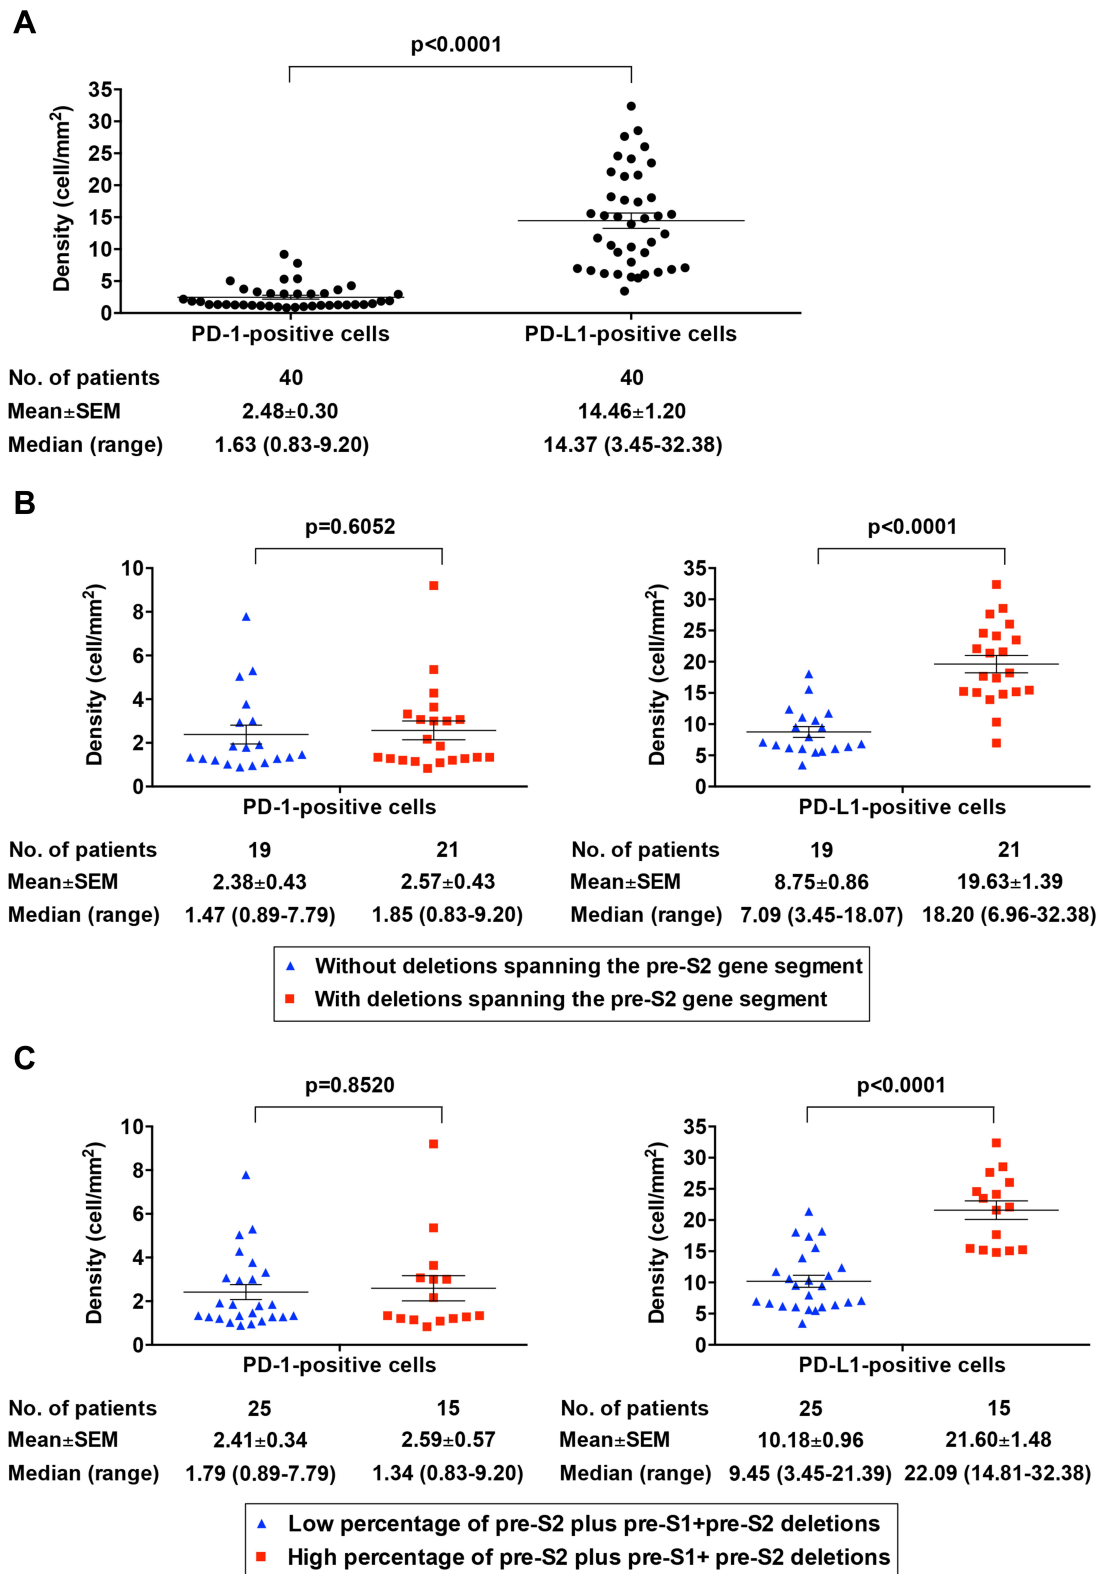 A
p<0.0001
Density (cell/mm²)
35
30
25
20
15
10
5
0
PD-1-positive cells PD-L1-positive cells
No. of patients 40 40
Mean±SEM 2.48±0.30 14.46±1.20
Median (range) 1.63 (0.83-9.20) 14.37 (3.45-32.38)
B
p=0.6052
Density (cell/mm²)
10
8
6
4
2
0
PD-1-positive cells
No. of patients 19 21
Mean±SEM 2.38±0.43 2.57±0.43
Median (range) 1.47 (0.89-7.79) 1.85 (0.83-9.20)
p<0.0001
Density (cell/mm²)
35
30
25
20
15
10
5
0
PD-L1-positive cells
No. of patients 19 21
Mean±SEM 8.75±0.86 19.63±1.39
Median (range) 7.09 (3.45-18.07) 18.20 (6.96-32.38)
Without deletions spanning the pre-S2 gene segment
With deletions spanning the pre-S2 gene segment
C
p=0.8520
Density (cell/mm²)
10
8
6
4
2
0
PD-1-positive cells
No. of patients 25 15
Mean±SEM 2.41±0.34 2.59±0.57
Median (range) 1.79 (0.89-7.79) 1.34 (0.83-9.20)
p<0.0001
Density (cell/mm²)
35
30
25
20
15
10
5
0
PD-L1-positive cells
No. of patients 25 15
Mean±SEM 10.18±0.96 21.60±1.48
Median (range) 9.45 (3.45-21.39) 22.09 (14.81-32.38)
Low percentage of pre-S2 plus pre-S1+pre-S2 deletions
High percentage of pre-S2 plus pre-S1+ pre-S2 deletions